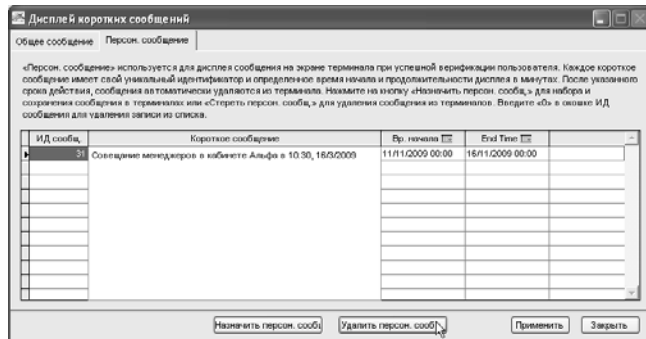 Дисплей коротких сообщений
Общее сообщение Персон. сообщение
«Персон. сообщение» используется для дисплея сообщения на экране терминала при успешной верификации пользователя. Каждое короткое
сообщение имеет свой уникальный идентификатор и определенное время начала и продолжительности дисплея в минутах. После указанного
срока действия, сообщения автоматически удаляются из терминала. Нажмите на кнопку «Назначить персон. сообщ,» для набора и
сохранения сообщения в терминалах или «Стереть персон. сообщ,» для удаления сообщения из терминалов. Введите «0» в окошке ИД
сообщения для удаления записи из списка.
ИД сообщ, Короткое сообщение Вр. начала End Time
31 Совещание менеджеров в кабинете Альфа в 10.30, 16/3/2009 11/11/2009 00:00 16/11/2009 00:00
Назначить персон. сообщ Удалить персон. сообщ Применить Закрыть